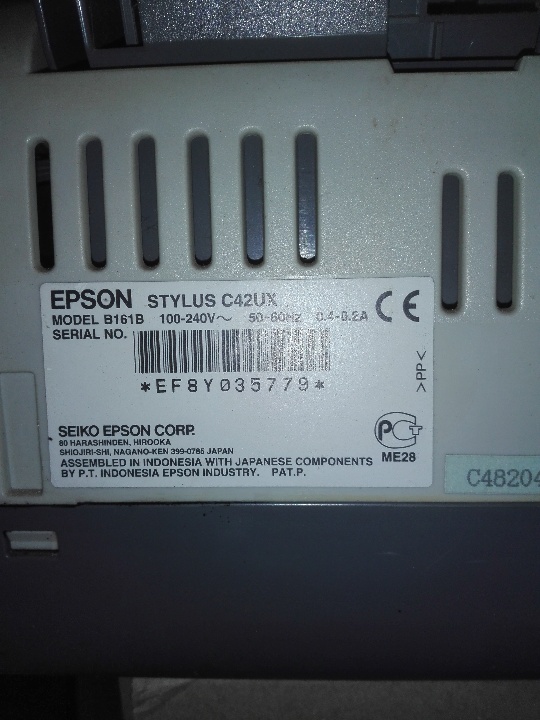 EPSON STYLUS C42UX
MODEL B161B 100-240V~ 50-60Hz 0.4-0.2A
SERIAL NO.
*EF8Y035779*
CE
>PP<
SEIKO EPSON CORP.
80 HARASHINDEN, HIROOKA
SHIOJIRI-SHI, NAGANO-KEN 399-0785 JAPAN
ASSEMBLED IN INDONESIA WITH JAPANESE COMPONENTS
BY P.T. INDONESIA EPSON INDUSTRY. PAT.P.
PCT
ME28
C48204